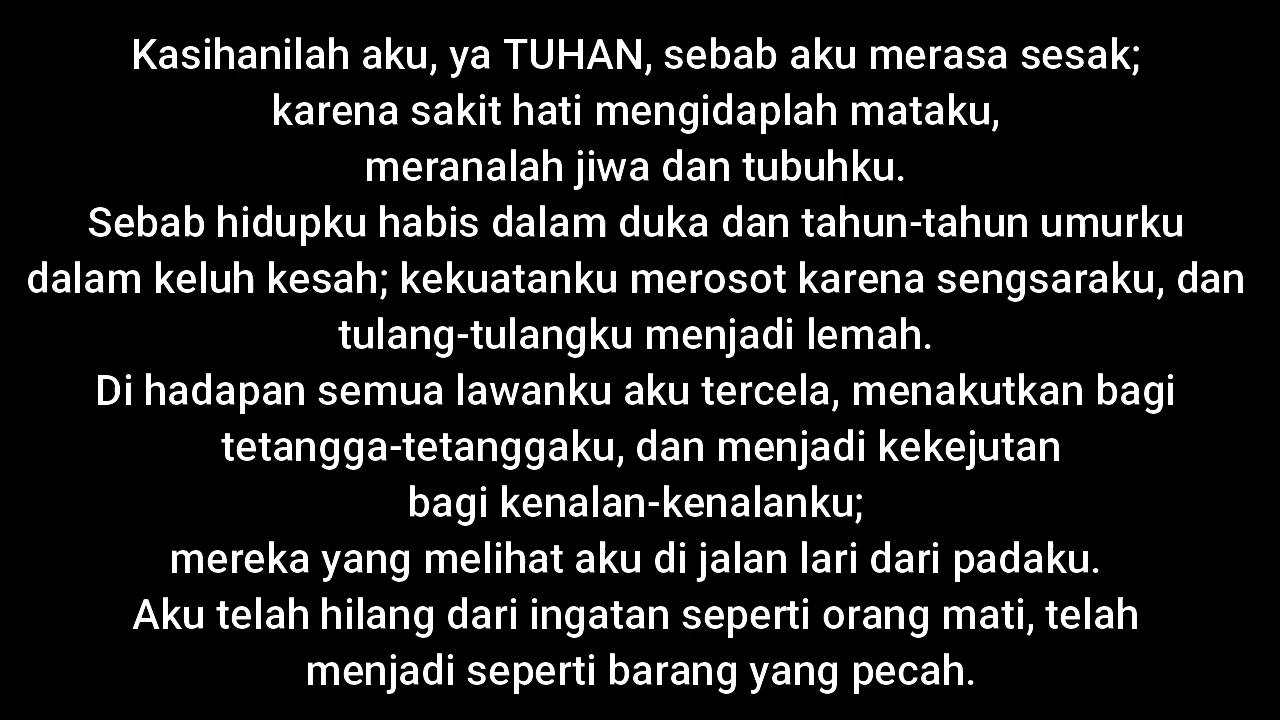 Kasihanilah aku, ya TUHAN, sebab aku merasa sesak;
karena sakit hati mengidaplah mataku,
meranalah jiwa dan tubuhku.
Sebab hidupku habis dalam duka dan tahun-tahun umurku
dalam keluh kesah; kekuatanku merosot karena sengsaraku, dan
tulang-tulangku menjadi lemah.
Di hadapan semua lawanku aku tercela, menakutkan bagi
tetangga-tetanggaku, dan menjadi kekejutan
bagi kenalan-kenalanku;
mereka yang melihat aku di jalan lari dari padaku.
Aku telah hilang dari ingatan seperti orang mati, telah
menjadi seperti barang yang pecah.